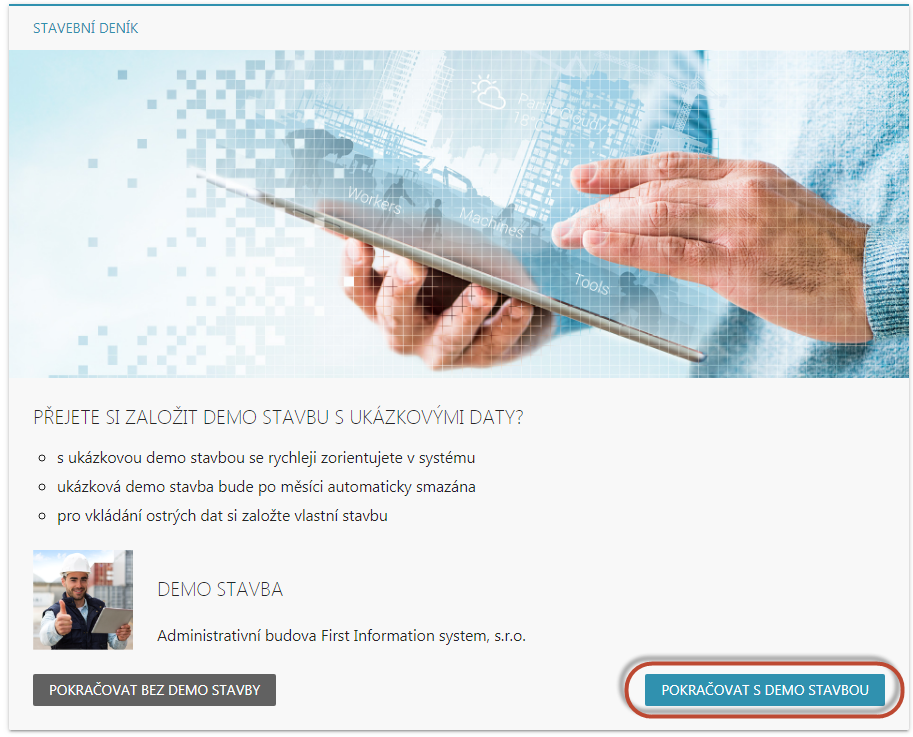 STAVEBNÍ DENÍK
Partly cloudy
Workers
Machines
Tools
PŘEJETE SI ZALOŽIT DEMO STAVBU S UKÁZKOVÝMI DATY?
s ukázkovou demo stavbou se rychleji zorientujete v systému
ukázková demo stavba bude po měsíci automaticky smazána
pro vkládání ostrých dat si založte vlastní stavbu
DEMO STAVBA
Administrativní budova First Information system, s.r.o.
POKRAČOVAT BEZ DEMO STAVBY
POKRAČOVAT S DEMO STAVBOU